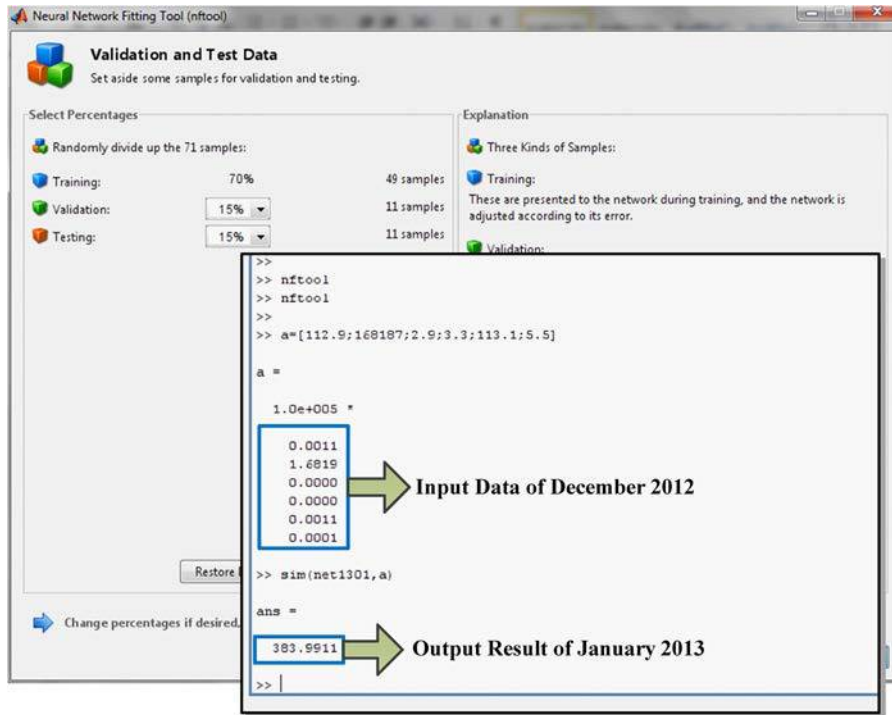 Neural Network Fitting Tool (nftool)
Validation and Test Data
Set aside some samples for validation and testing.
Select Percentages
Randomly divide up the 71 samples:
Training: 70% 49 samples
Validation: 15% 11 samples
Testing: 15% 11 samples
Explanation
Three Kinds of Samples:
Training:
These are presented to the network during training, and the network is
adjusted according to its error.
Validation:
>>
>> nftool
>> nftool
>>
>> a=[112.9;168187;2.9;3.3;113.1;5.5]
a =
1.0e+005 *
0.0011
1.6819
0.0000
0.0000
0.0011
0.0001
Input Data of December 2012
>> sim(net1301,a)
ans =
383.9911
Output Result of January 2013
>>
Restore
Change percentages if desired,